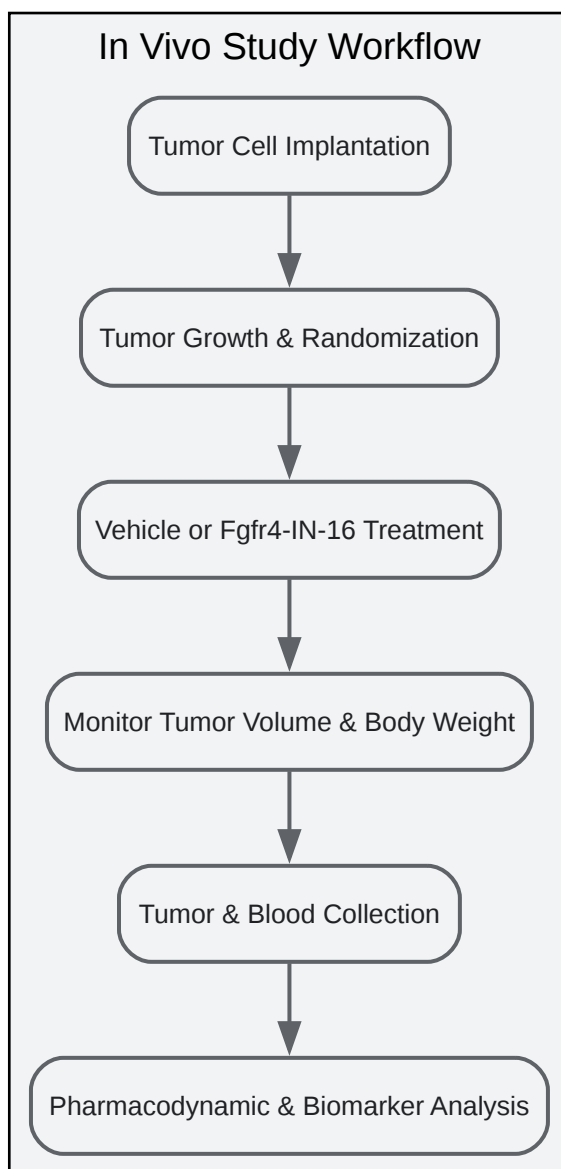 In Vivo Study Workflow
Tumor Cell Implantation
Tumor Growth & Randomization
Vehicle or Fgfr4-IN-16 Treatment
Monitor Tumor Volume & Body Weight
Tumor & Blood Collection
Pharmacodynamic & Biomarker Analysis